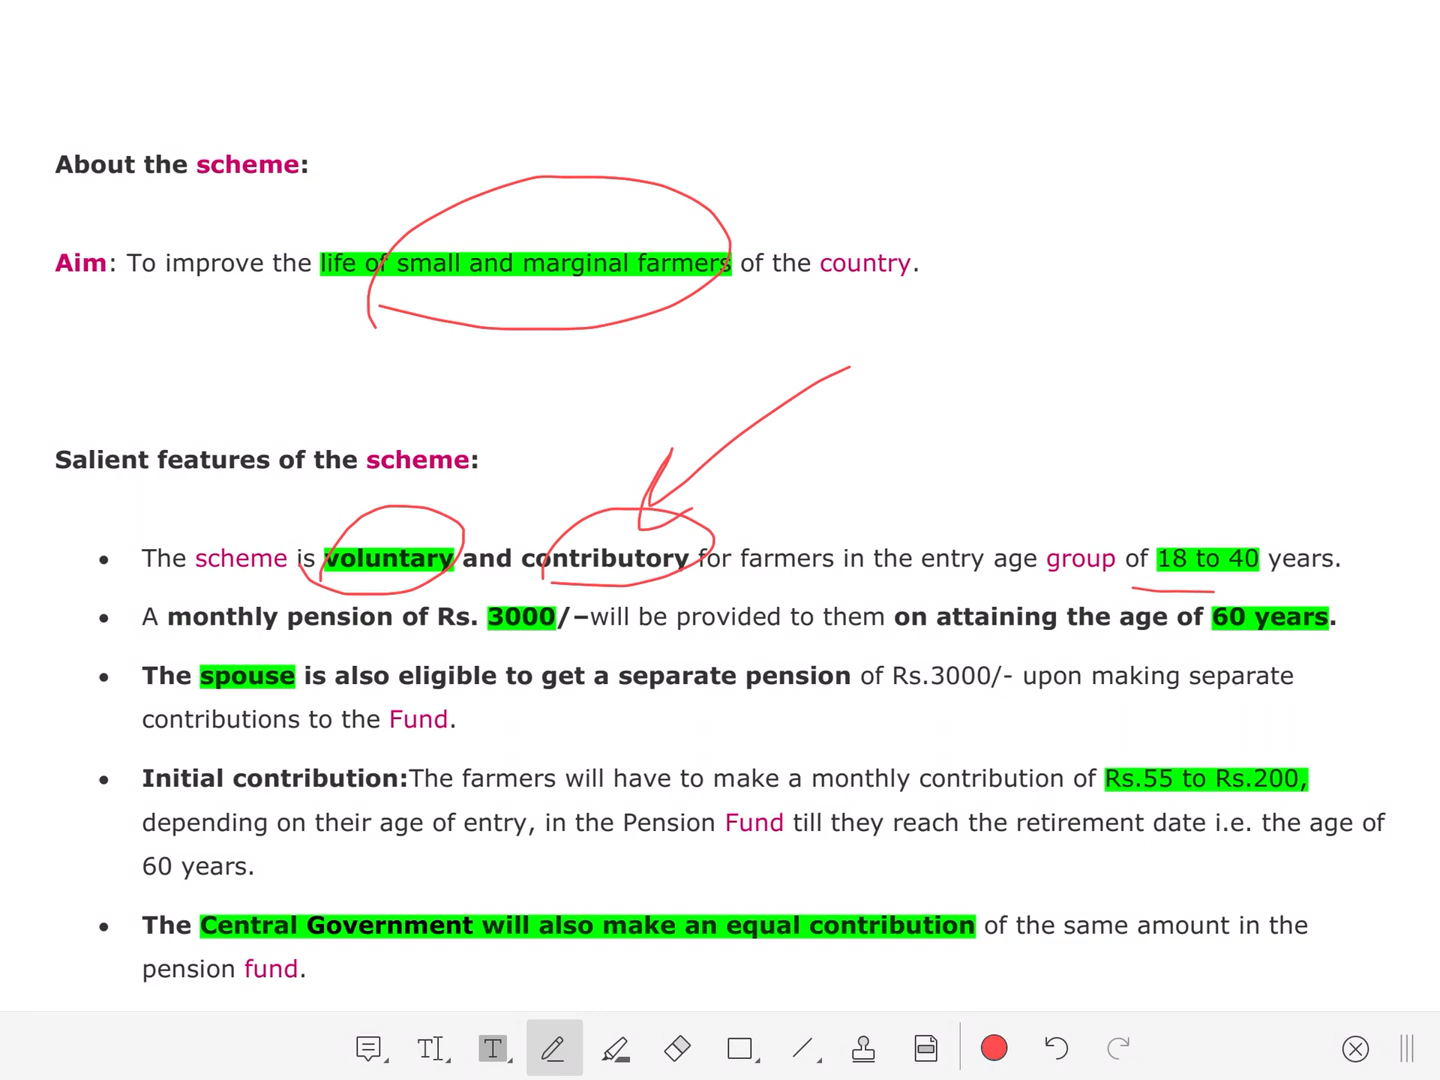 About the scheme:
Aim: To improve the life of small and marginal farmers of the country.
Salient features of the scheme:
• The scheme is voluntary and contributory for farmers in the entry age group of 18 to 40 years.
• A monthly pension of Rs. 3000/–will be provided to them on attaining the age of 60 years.
• The spouse is also eligible to get a separate pension of Rs.3000/- upon making separate
contributions to the Fund.
• Initial contribution:The farmers will have to make a monthly contribution of Rs.55 to Rs.200,
depending on their age of entry, in the Pension Fund till they reach the retirement date i.e. the age of
60 years.
• The Central Government will also make an equal contribution of the same amount in the
pension fund.